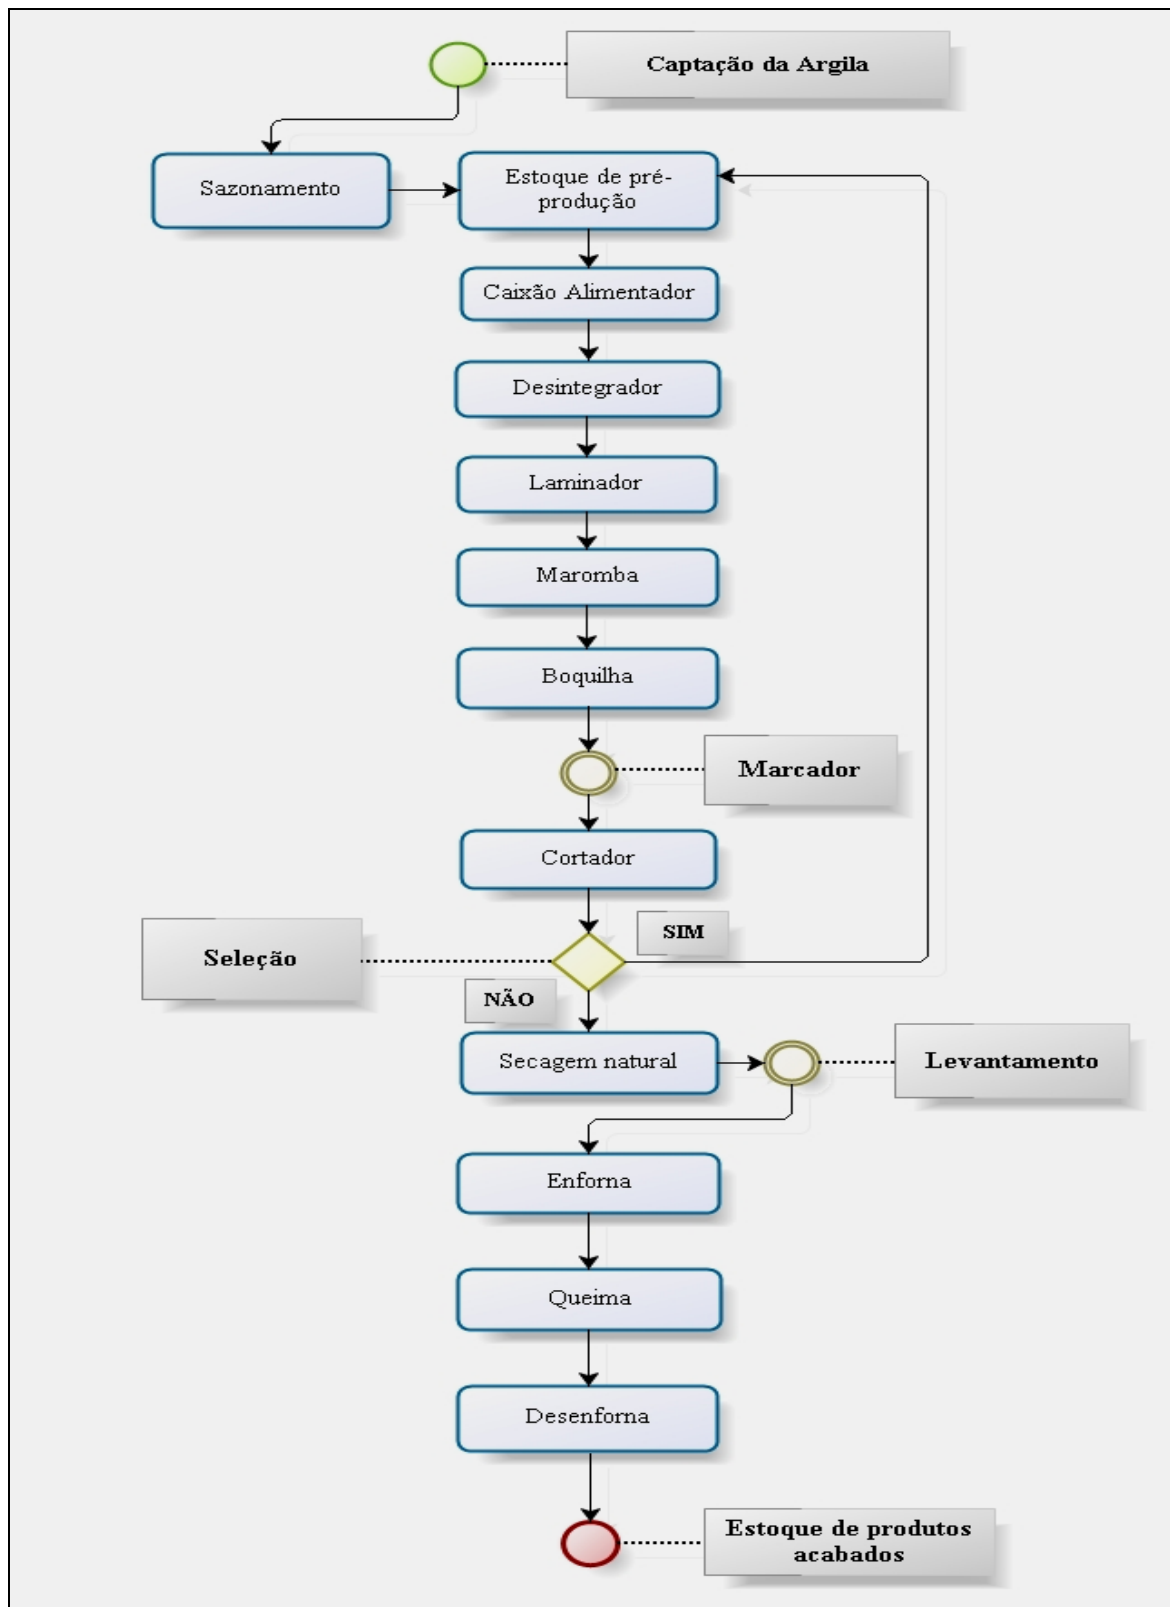 Captação da Argila
Sazonamento
Estoque de pré-
produção
Caixão Alimentador
Desintegrador
Laminador
Maromba
Boquilha
Marcador
Cortador
SIM
Seleção
NÃO
Secagem natural
Levantamento
Enforna
Queima
Desenforna
Estoque de produtos
acabados